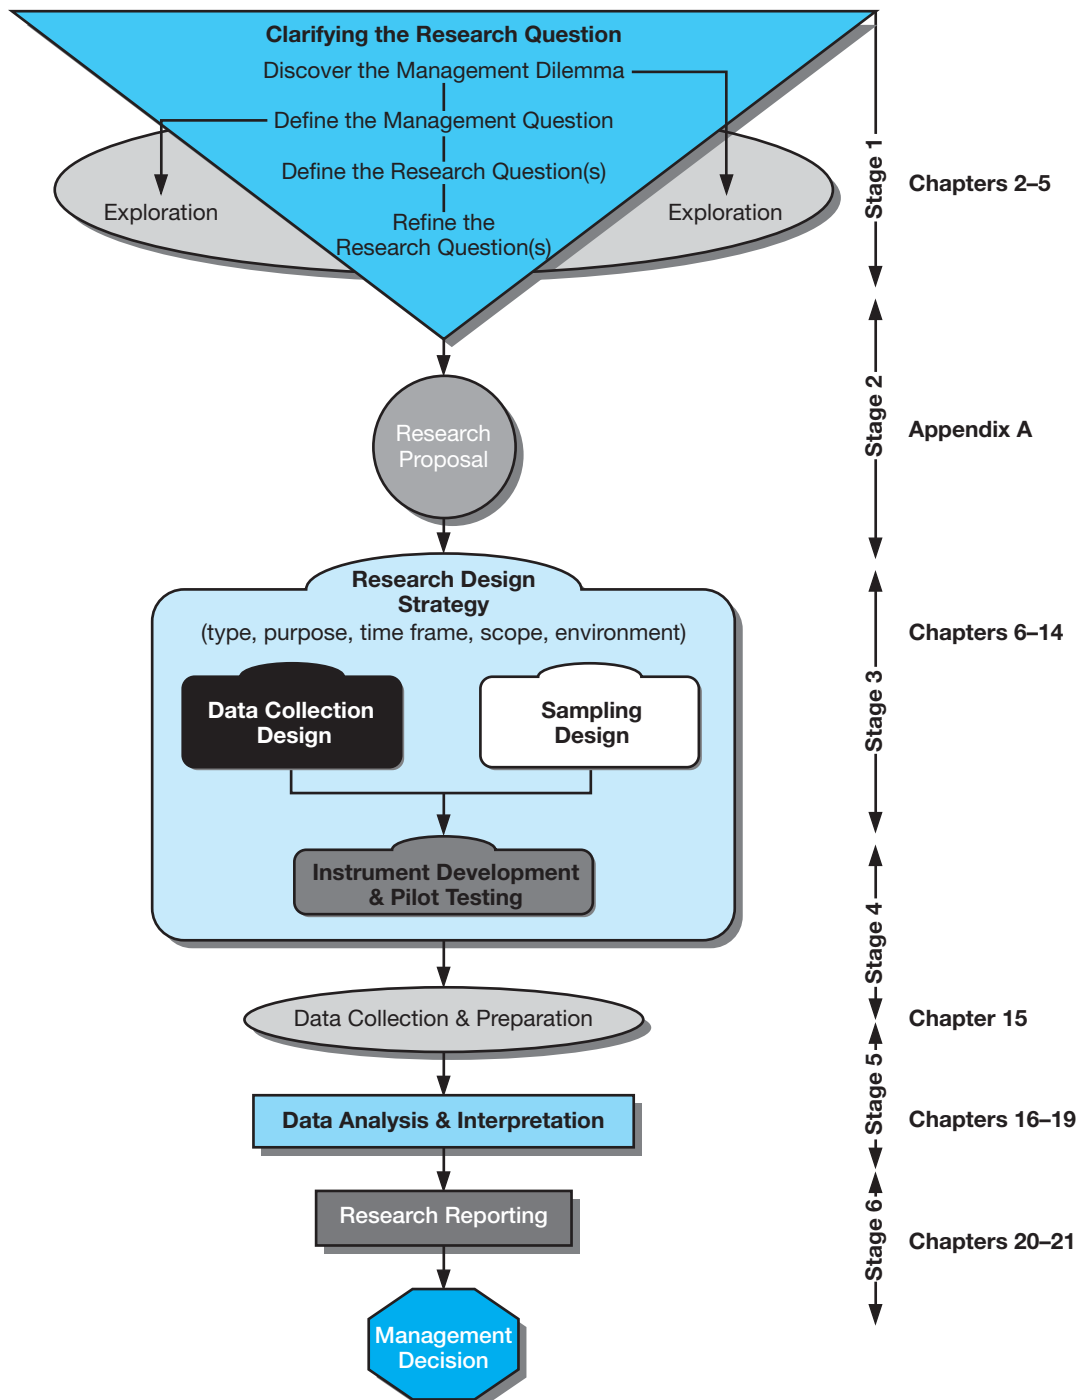 Clarifying the Research Question
Discover the Management Dilemma
Define the Management Question
Define the Research Question(s)
Exploration
Refine the
Research Question(s)
Exploration
Stage 1
Chapters 2–5
Research
Proposal
Stage 2
Appendix A
Research Design
Strategy
(type, purpose, time frame, scope, environment)
Data Collection
Design
Sampling
Design
Stage 3
Chapters 6–14
Instrument Development
& Pilot Testing
Stage 4
Data Collection & Preparation
Chapter 15
Data Analysis & Interpretation
Stage 5
Chapters 16–19
Research Reporting
Stage 6
Chapters 20–21
Management
Decision